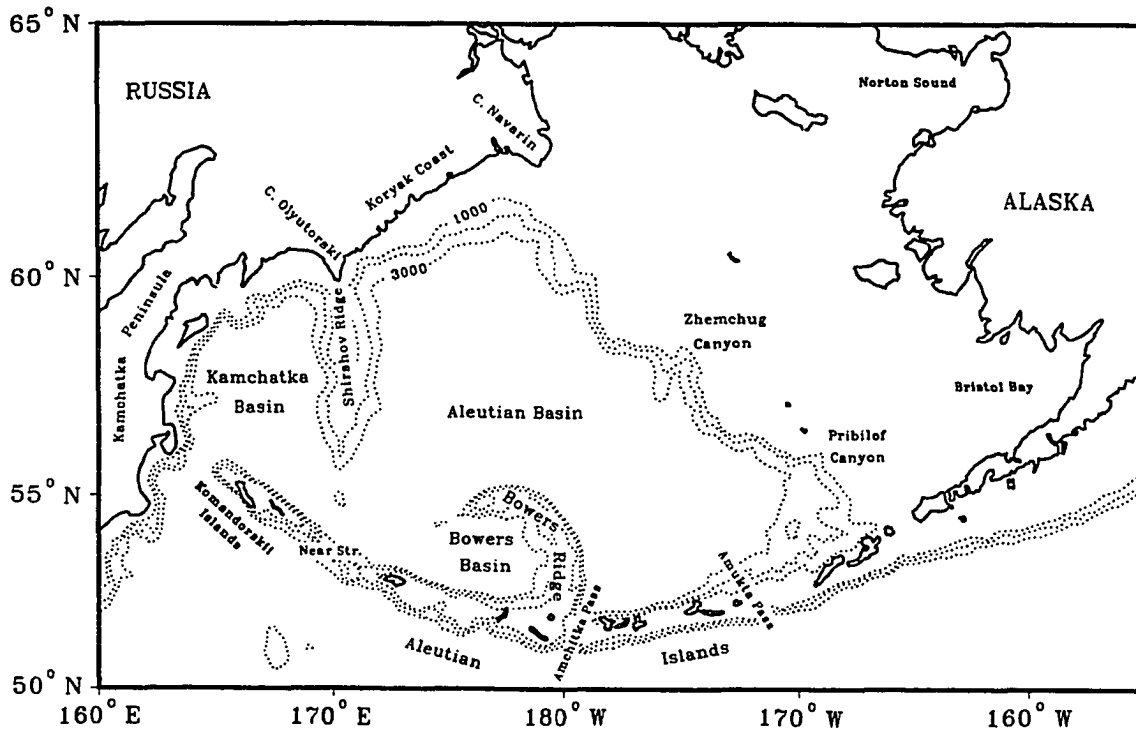 65° N
RUSSIA
Norton Sound
C. Navarin
Koryak Coast
ALASKA
C. Olyutorskii
1000
3000
60° N
Kamchatka
Peninsula
Shirshov Ridge
Zhemchug
Canyon
Kamchatka
Basin
Aleutian Basin
Bristol Bay
Pribilof
Canyon
55° N
Komandorskii
Islands
Near Str.
Bowers
Ridge
Bowers
Basin
Amchitka Pass
Amukta Pass
Aleutian
Islands
50° N
160° E
170° E
180° W
170° W
160° W